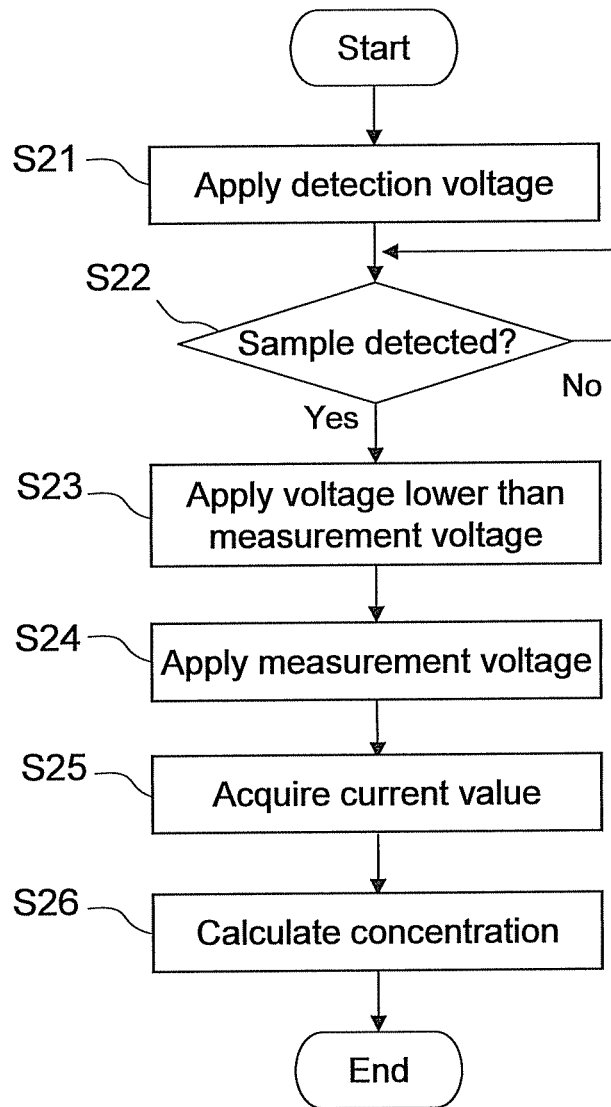 Start
S21
Apply detection voltage
S22
Sample detected?
No
Yes
S23
Apply voltage lower than
measurement voltage
S24
Apply measurement voltage
S25
Acquire current value
S26
Calculate concentration
End